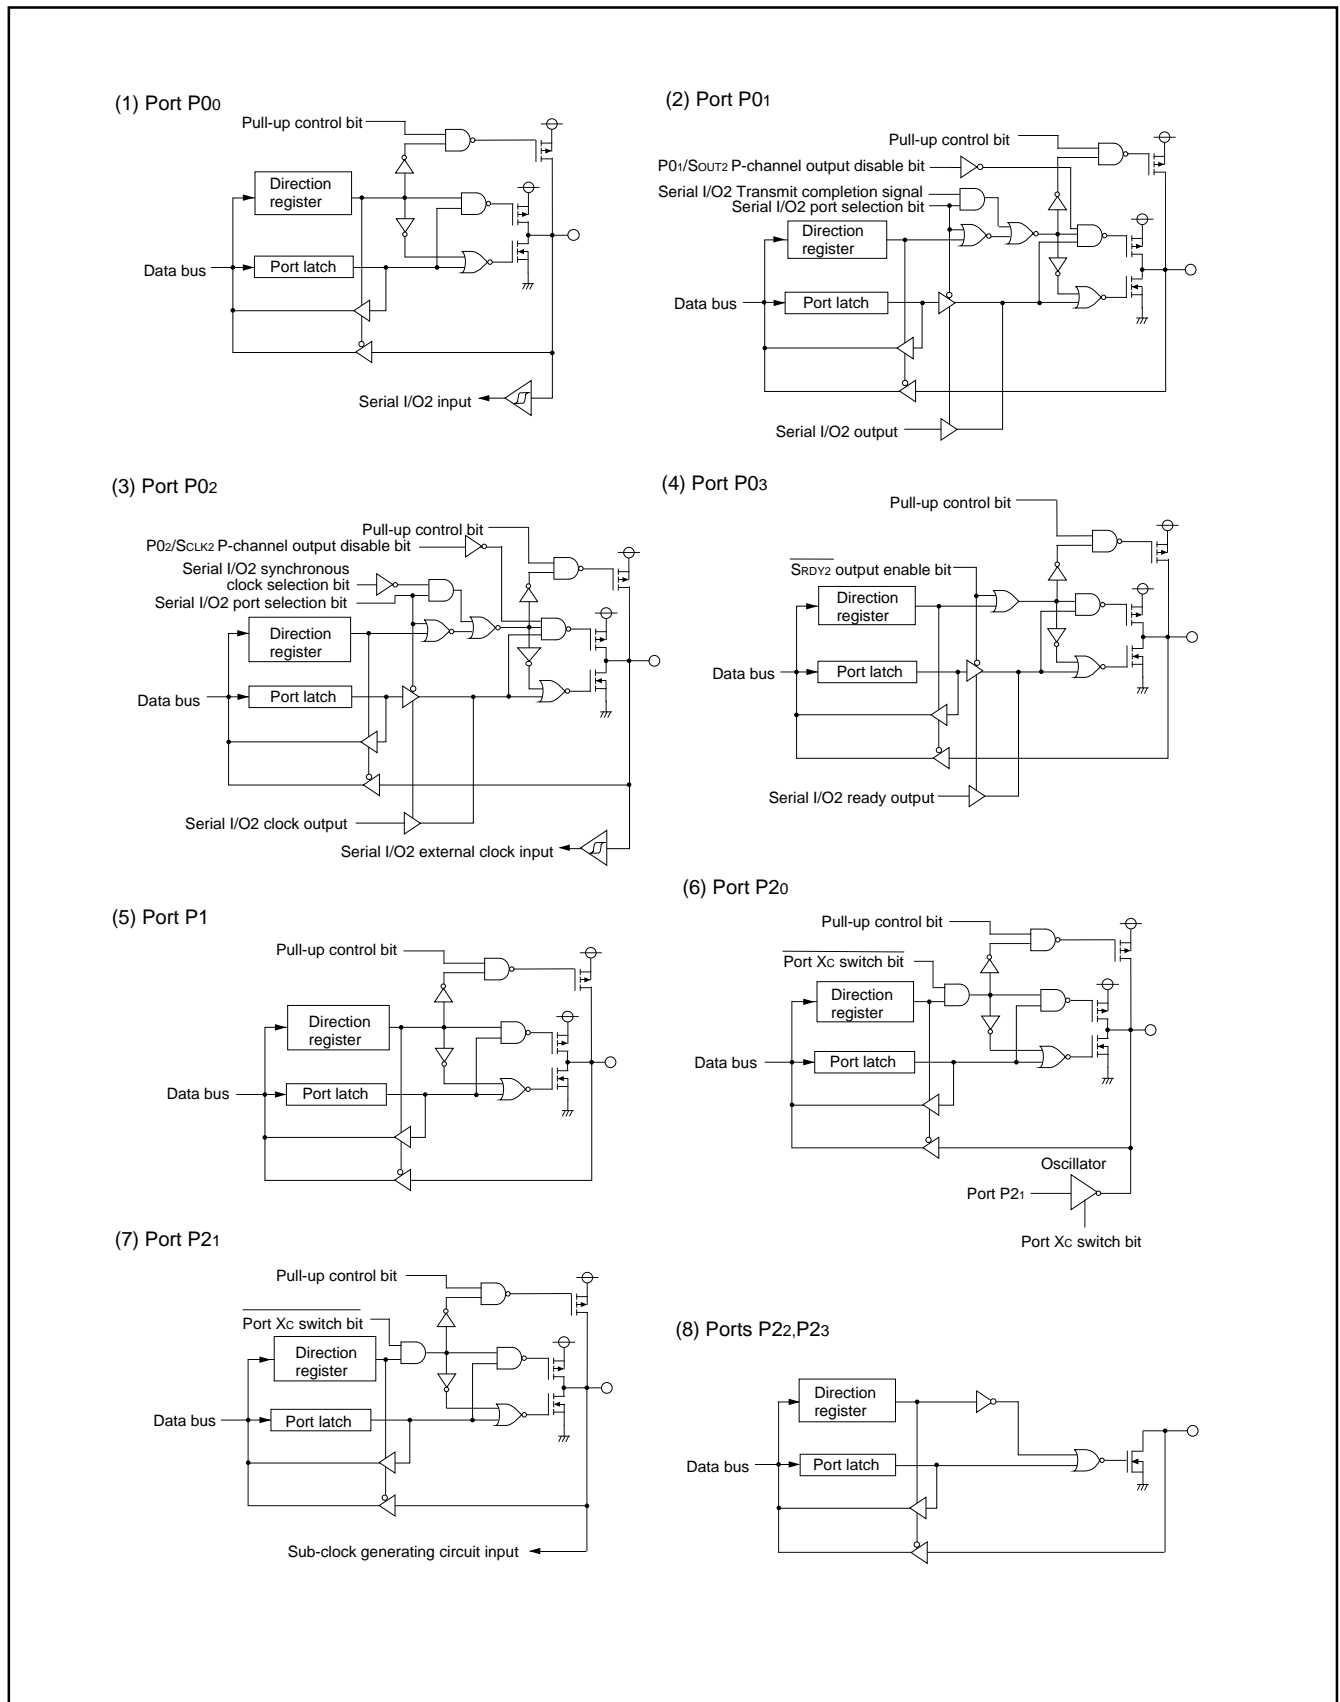 (1) Port P00
Pull-up control bit
Direction
register
Data bus
Port latch
Serial I/O2 input
(2) Port P01
Pull-up control bit
P01/SOUT2 P-channel output disable bit
Serial I/O2 Transmit completion signal
Serial I/O2 port selection bit
Direction
register
Data bus
Port latch
Serial I/O2 output
(3) Port P02
Pull-up control bit
P02/SCLK2 P-channel output disable bit
Serial I/O2 synchronous
clock selection bit
Serial I/O2 port selection bit
Direction
register
Data bus
Port latch
Serial I/O2 clock output
Serial I/O2 external clock input
(4) Port P03
Pull-up control bit
SRDY2 output enable bit
Direction
register
Data bus
Port latch
Serial I/O2 ready output
(5) Port P1
Pull-up control bit
Direction
register
Data bus
Port latch
(6) Port P20
Pull-up control bit
Port XC switch bit
Direction
register
Data bus
Port latch
Oscillator
Port P21
Port XC switch bit
(7) Port P21
Pull-up control bit
Port XC switch bit
Direction
register
Data bus
Port latch
Sub-clock generating circuit input
(8) Ports P22,P23
Direction
register
Data bus
Port latch